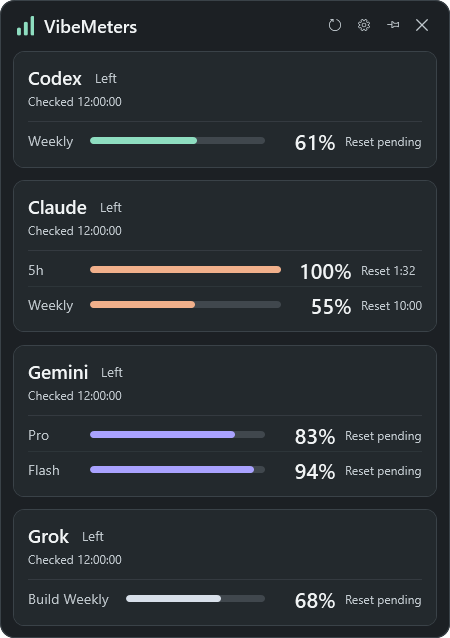 VibeMeters
Codex Left
Checked 12:00:00
Weekly 61% Reset pending
Claude Left
Checked 12:00:00
5h 100% Reset 1:32
Weekly 55% Reset 10:00
Gemini Left
Checked 12:00:00
Pro 83% Reset pending
Flash 94% Reset pending
Grok Left
Checked 12:00:00
Build Weekly 68% Reset pending